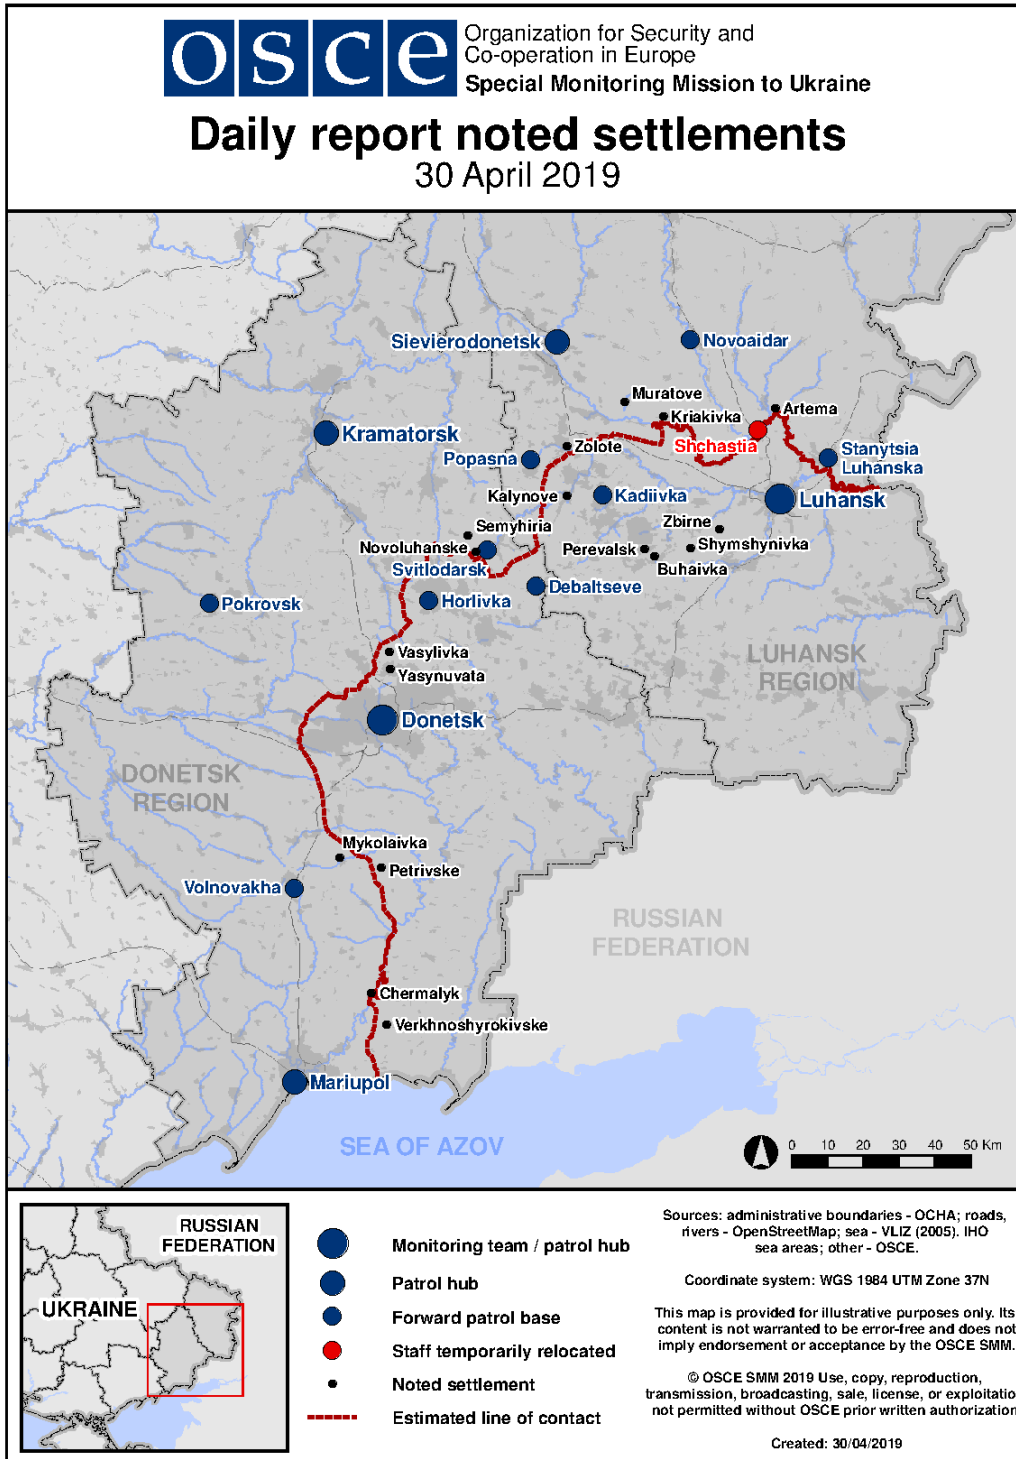 OSCE
Organization for Security and
Co-operation in Europe
Special Monitoring Mission to Ukraine
Daily report noted settlements
30 April 2019
Sievierodonetsk
Novoaidar
Muratove
Kriakivka
Artema
Kramatorsk
Zolote
Shchastia
Stanytsia
Luhanska
Popasna
Kalynove
Kadiivka
Luhansk
Semyhiria
Zbirne
Novoluhanske
Perevalsk
Shymshynivka
Svitlodarsk
Buhaivka
Debaltseve
Pokrovsk
Horlivka
Vasylivka
Yasynuvata
LUHANSK
REGION
Donetsk
DONETSK
REGION
Mykolaivka
Petrivske
Volnovakha
RUSSIAN
FEDERATION
Chermalyk
Verkhnoshyrokivske
Mariupol
SEA OF AZOV
0 10 20 30 40 50 Km
RUSSIAN
FEDERATION
UKRAINE
Monitoring team / patrol hub
Patrol hub
Forward patrol base
Staff temporarily relocated
Noted settlement
Estimated line of contact
Sources: administrative boundaries - OCHA; roads,
rivers - OpenStreetMap; sea - VLIZ (2005). IHO
sea areas; other - OSCE.
Coordinate system: WGS 1984 UTM Zone 37N
This map is provided for illustrative purposes only. Its
content is not warranted to be error-free and does not
imply endorsement or acceptance by the OSCE SMM.
© OSCE SMM 2019 Use, copy, reproduction,
transmission, broadcasting, sale, license, or exploitation
not permitted without OSCE prior written authorization
Created: 30/04/2019